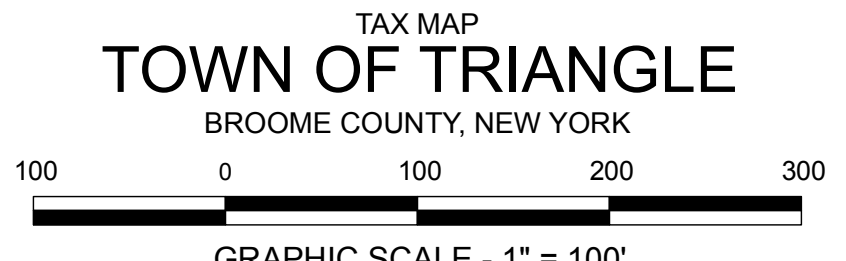 TAX MAP
TOWN OF TRIANGLE
BROOME COUNTY, NEW YORK
100 0 100 200 300
GRAPHIC SCALE - 1" = 100'